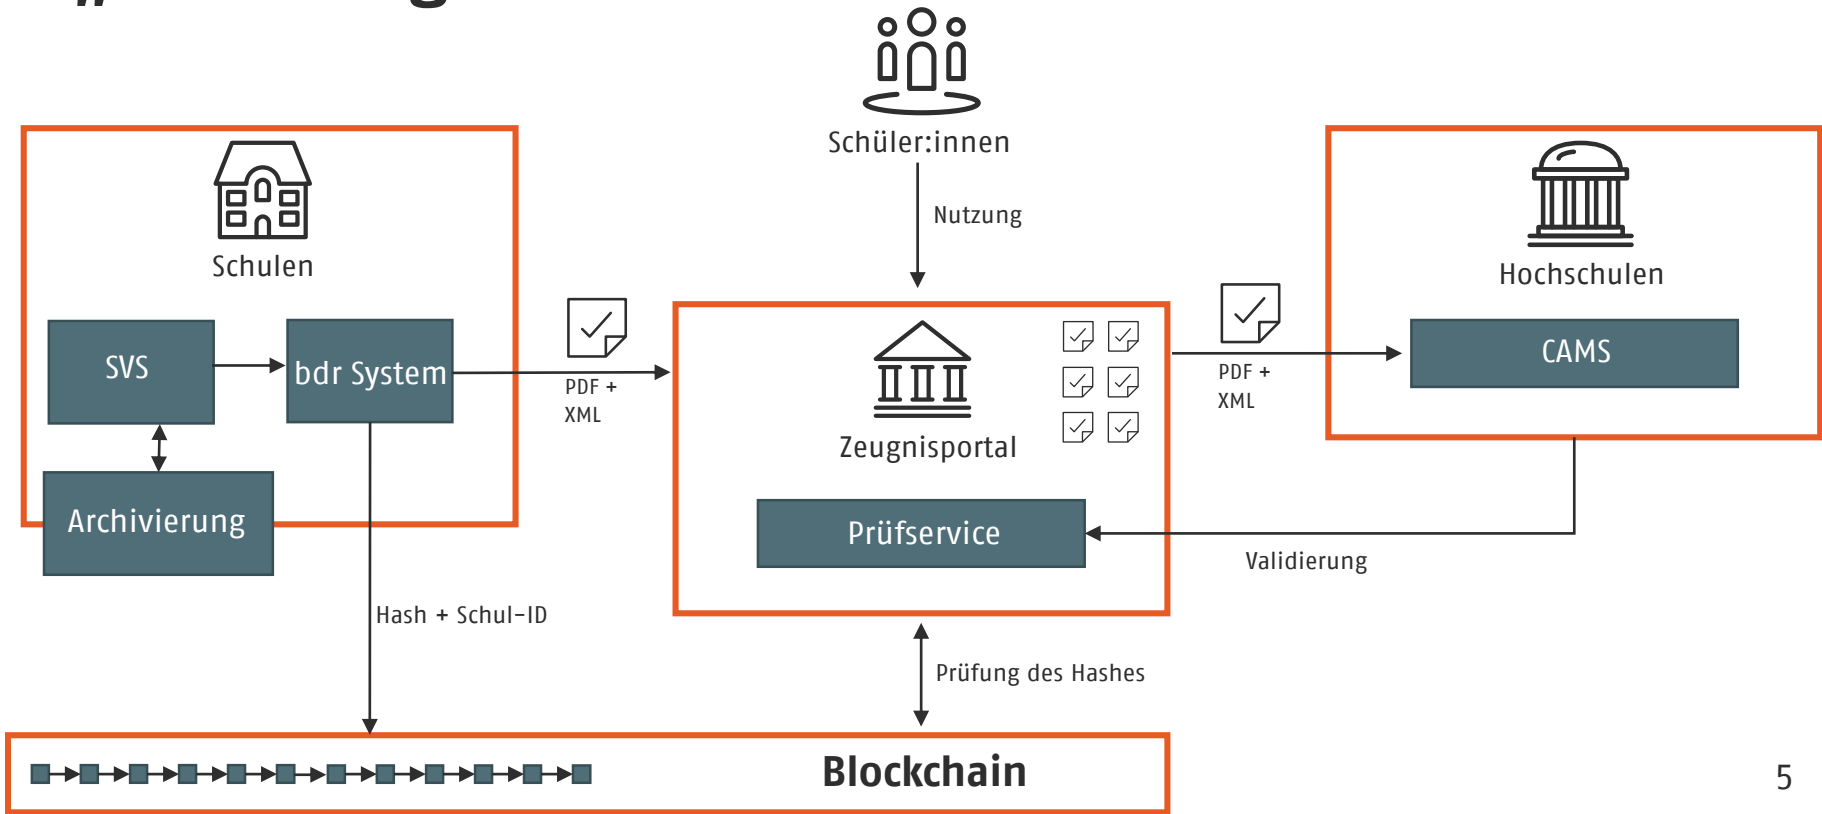 Schüler:innen
Nutzung
Schulen
SVS
bdr System
Archivierung
PDF +
XML
Zeugnisportal
Prüfservice
PDF +
XML
Hochschulen
CAMS
Validierung
Hash + Schul-ID
Prüfung des Hashes
Blockchain
5